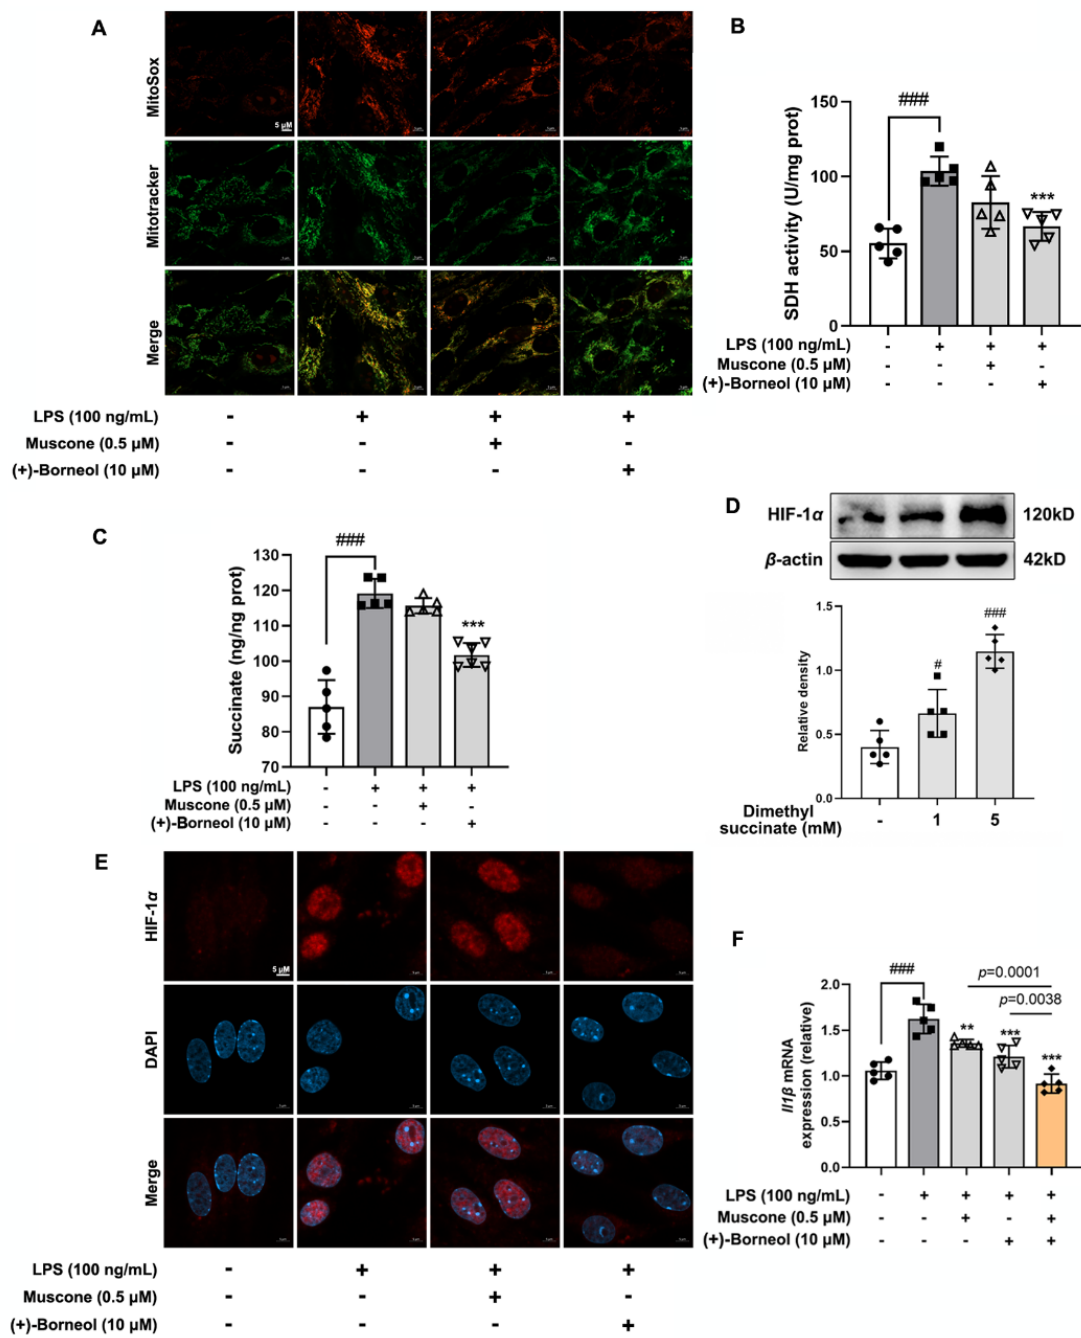 A
MitoSox
5 μM
Mitotracker
Merge
LPS (100 ng/mL) - + + +
Muscone (0.5 μM) - - + -
(+)-Borneol (10 μM) - - - +
B
SDH activity (U/mg prot)
150
100
50
0
###
***
LPS (100 ng/mL) - + + +
Muscone (0.5 μM) - - + -
(+)-Borneol (10 μM) - - - +
C
Succinate (ng/ng prot)
130
120
110
100
90
80
70
###
***
LPS (100 ng/mL) - + + +
Muscone (0.5 μM) - - + -
(+)-Borneol (10 μM) - - - +
D
HIF-1α 120kD
β-actin 42kD
Relative density
1.5
1.0
0.5
0.0
#
###
Dimethyl
succinate (mM) - 1 5
E
HIF-1α
5 μM
DAPI
Merge
LPS (100 ng/mL) - + + +
Muscone (0.5 μM) - - + -
(+)-Borneol (10 μM) - - - +
F
Il1β mRNA
expression (relative)
2.0
1.5
1.0
0.5
0.0
###
p=0.0001
p=0.0038
**
***
***
LPS (100 ng/mL) - + + + +
Muscone (0.5 μM) - - + - +
(+)-Borneol (10 μM) - - - + +